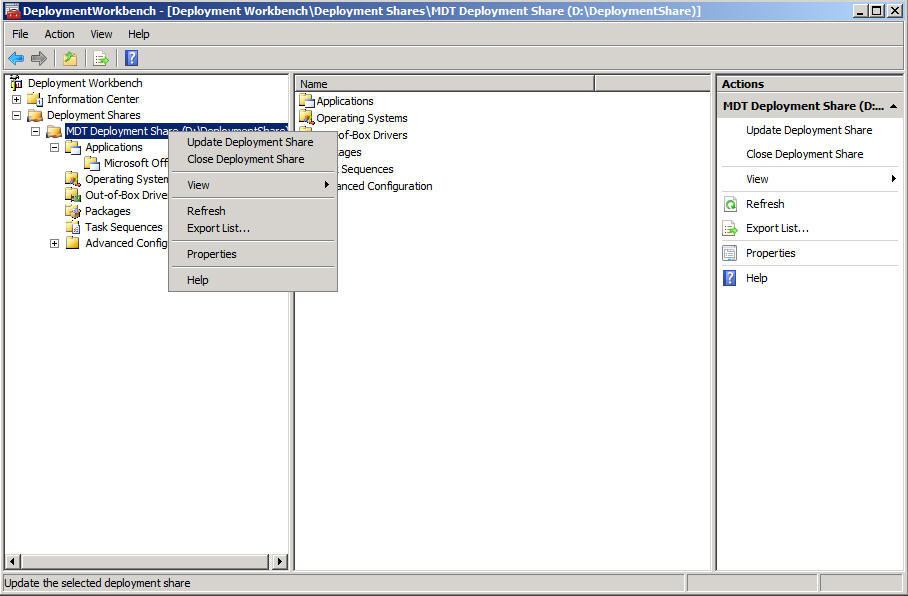 DeploymentWorkbench - [Deployment Workbench\Deployment Shares\MDT Deployment Share (D:\DeploymentShare)]
File Action View Help
Deployment Workbench
Information Center
Deployment Shares
MDT Deployment Share (D:\DeploymentShare)
Applications
Microsoft Off
Operating System
Out-of-Box Drive
Packages
Task Sequences
Advanced Config
Update Deployment Share
Close Deployment Share
View
Refresh
Export List...
Properties
Help
Name
Applications
Operating Systems
of-Box Drivers
ages
Sequences
anced Configuration
Actions
MDT Deployment Share (D:...
Update Deployment Share
Close Deployment Share
View
Refresh
Export List...
Properties
Help
Update the selected deployment share